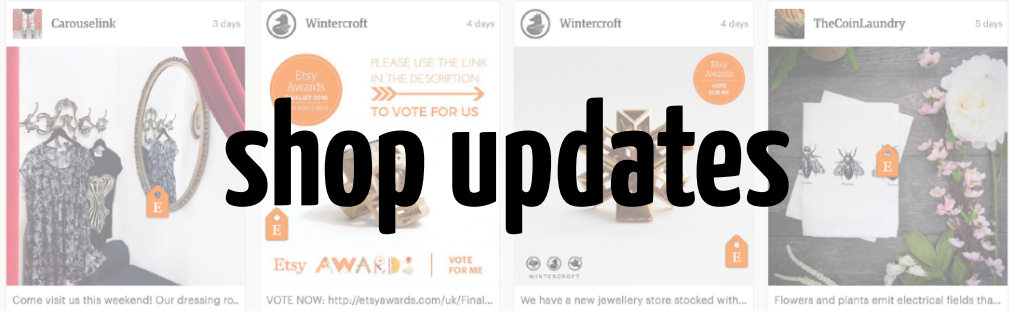 Carouselink
3 days
Wintercroft
4 days
Wintercroft
4 days
TheCoinLaundry
5 days
Etsy
Awards
FINALIST 2016
PLEASE USE THE LINK
IN THE DESCRIPTION
TO VOTE FOR US
Etsy
Awards
VOTE
FOR ME
shop updates
E
E
E
E
Etsy AWARDS
VOTE
FOR ME
WINTERCROFT
Come visit us this weekend! Our dressing ro...
VOTE NOW: http://etsyawards.com/uk/Final...
We have a new jewellery store stocked with...
Flowers and plants emit electrical fields tha...